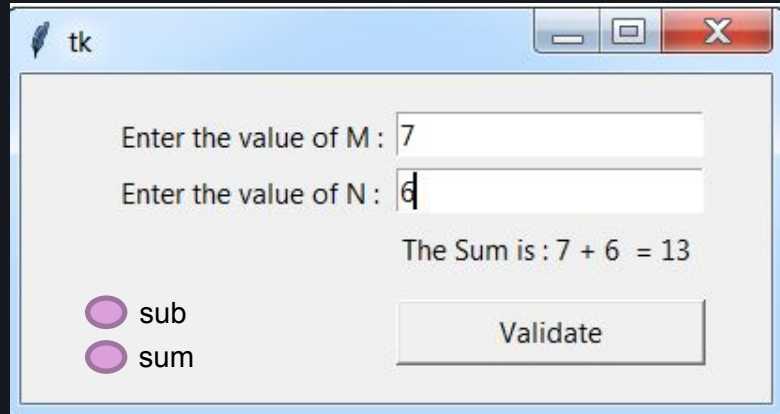 tk
Enter the value of M : 7
Enter the value of N : 6
The Sum is : 7 + 6  = 13
sub
Validate
sum